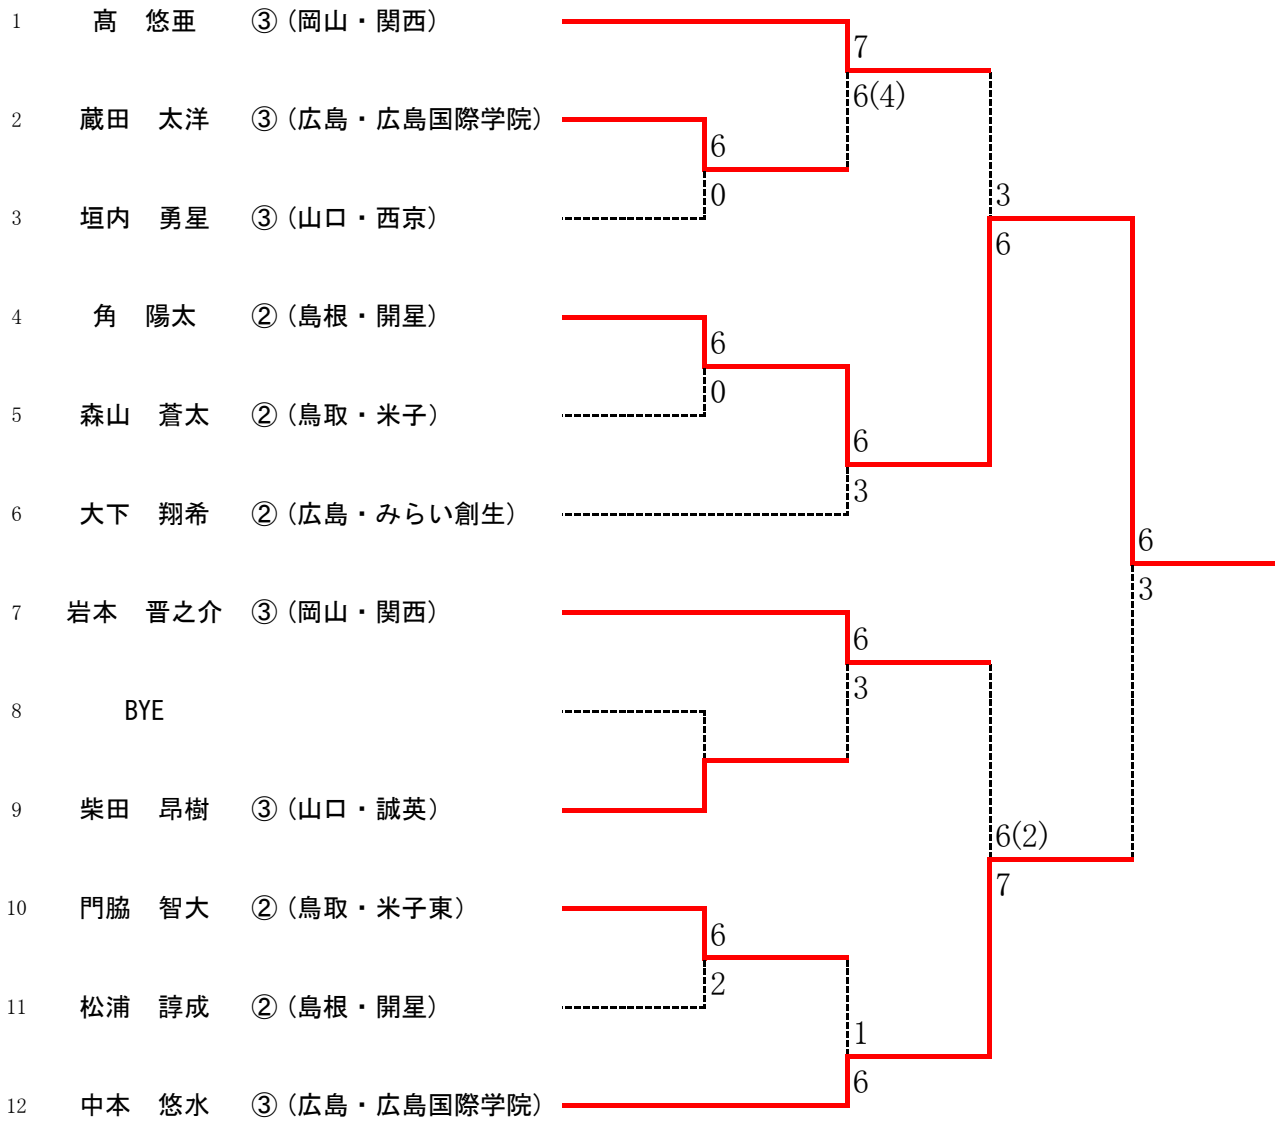 1 髙 悠亜 ③(岡山・関西)
7
6(4)
2 蔵田 太洋 ③(広島・広島国際学院)
6
0
3 垣内 勇星 ③(山口・西京)
3
6
4 角 陽太 ②(島根・開星)
6
0
5 森山 蒼太 ②(鳥取・米子)
6
3
6 大下 翔希 ②(広島・みらい創生)
6
3
7 岩本 晋之介 ③(岡山・関西)
6
3
8 BYE
9 柴田 昂樹 ③(山口・誠英)
6(2)
7
10 門脇 智大 ②(鳥取・米子東)
6
2
11 松浦 諄成 ②(島根・開星)
1
6
12 中本 悠水 ③(広島・広島国際学院)